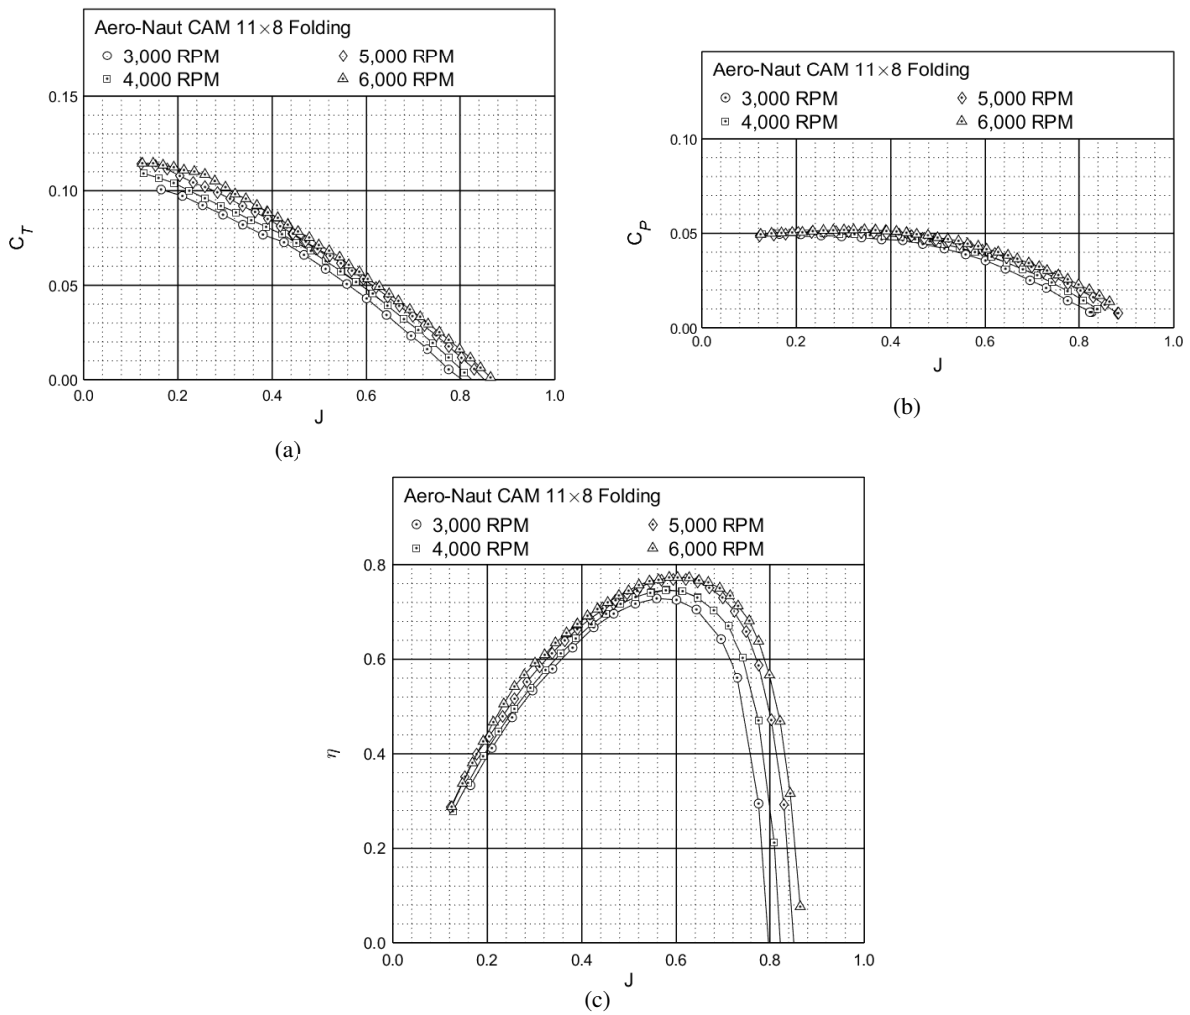 Aero-Naut CAM 11×8 Folding
3,000 RPM 5,000 RPM
4,000 RPM 6,000 RPM
0.15
0.10
0.05
0.00
C_T
0.0 0.2 0.4 0.6 0.8 1.0
J
(a)
Aero-Naut CAM 11×8 Folding
3,000 RPM 5,000 RPM
4,000 RPM 6,000 RPM
0.10
0.05
0.00
C_P
0.0 0.2 0.4 0.6 0.8 1.0
J
(b)
Aero-Naut CAM 11×8 Folding
3,000 RPM 5,000 RPM
4,000 RPM 6,000 RPM
0.8
0.6
0.4
0.2
0.0
η
0.0 0.2 0.4 0.6 0.8 1.0
J
(c)